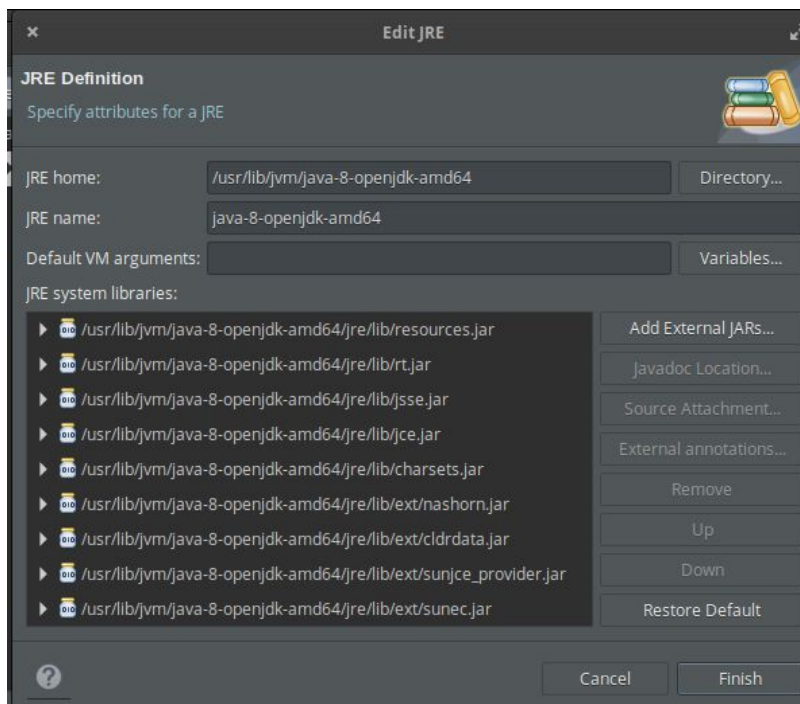 Edit JRE
JRE Definition
Specify attributes for a JRE
JRE home:
/usr/lib/jvm/java-8-openjdk-amd64
Directory...
JRE name:
java-8-openjdk-amd64
Default VM arguments:
Variables...
JRE system libraries:
/usr/lib/jvm/java-8-openjdk-amd64/jre/lib/resources.jar
Add External JARs...
/usr/lib/jvm/java-8-openjdk-amd64/jre/lib/rt.jar
Javadoc Location...
/usr/lib/jvm/java-8-openjdk-amd64/jre/lib/jsse.jar
Source Attachment...
/usr/lib/jvm/java-8-openjdk-amd64/jre/lib/jce.jar
External annotations...
/usr/lib/jvm/java-8-openjdk-amd64/jre/lib/charsets.jar
Remove
/usr/lib/jvm/java-8-openjdk-amd64/jre/lib/ext/nashorn.jar
Up
/usr/lib/jvm/java-8-openjdk-amd64/jre/lib/ext/cldrdata.jar
Down
/usr/lib/jvm/java-8-openjdk-amd64/jre/lib/ext/sunjce_provider.jar
/usr/lib/jvm/java-8-openjdk-amd64/jre/lib/ext/sunec.jar
Restore Default
Cancel
Finish